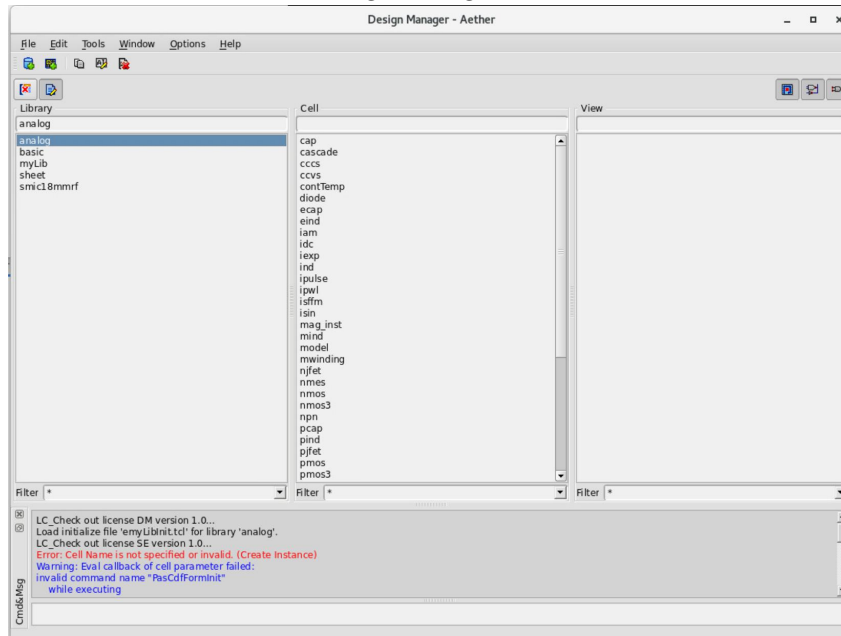 Design Manager - Aether
File Edit Tools Window Options Help
Library
analog
analog
basic
myLib
sheet
smic18mmrf
Filter *
Cell
cap
cascade
cccs
ccvs
contTemp
diode
ecap
eind
iam
idc
iexp
ind
ipulse
ipwl
isffm
isin
mag_inst
mind
model
mwinding
njfet
nmes
nmos
nmos3
npn
pcap
pind
pjfet
pmos
pmos3
Filter *
View
Filter *
Cmd&Msg
LC_Check out license DM version 1.0...
Load initialize file 'emyLibInit.tcl' for library 'analog'.
LC_Check out license SE version 1.0...
Error: Cell Name is not specified or invalid. (Create Instance)
Warning: Eval callback of cell parameter failed:
invalid command name "PasCdfFormInit"
while executing